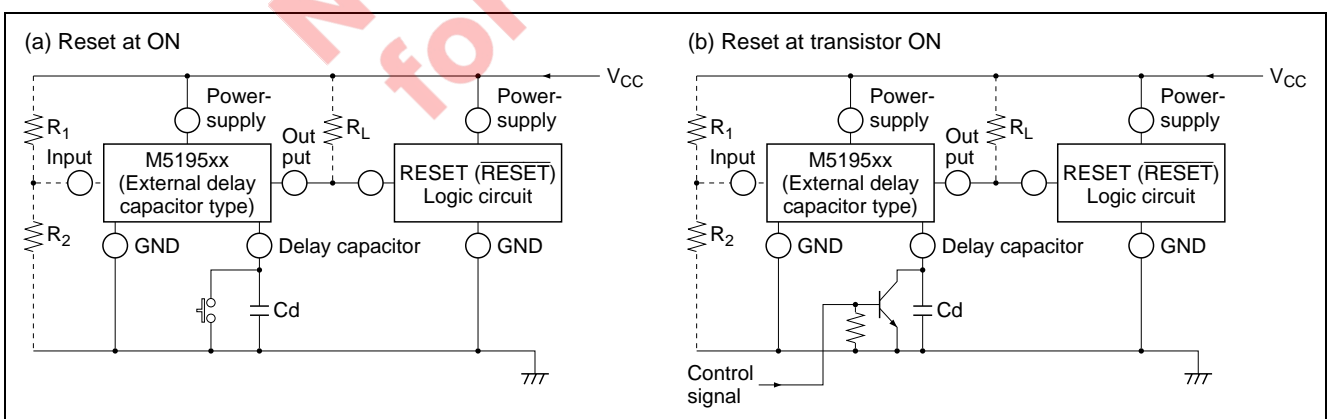 (a) Reset at ON
VCC
Power-
supply
R1
Input
M5195xx
(External delay
capacitor type)
Out
put
RL
RESET (RESET)
Logic circuit
R2
GND
Delay capacitor
GND
Cd
(b) Reset at transistor ON
VCC
Power-
supply
Power-
supply
R1
Input
M5195xx
(External delay
capacitor type)
Out
put
RL
Power-
supply
RESET (RESET)
Logic circuit
R2
GND
Delay capacitor
GND
Cd
Control
signal